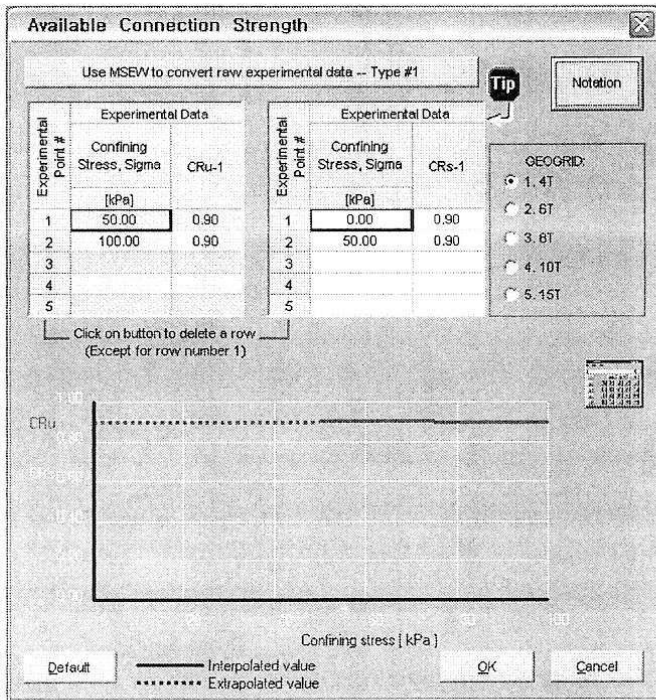 Available Connection Strength
Use MSEW to convert raw experimental data -- Type #1
Tip
Notation
Experimental Point #
Experimental Data
Confining Stress, Sigma
CRu-1
[kPa]
1 50.00 0.90
2 100.00 0.90
3
4
5
Experimental Point #
Experimental Data
Confining Stress, Sigma
CRs-1
[kPa]
1 0.00 0.90
2 50.00 0.90
3
4
5
GEOGRID:
1. 4T
2. 6T
3. 8T
4. 10T
5. 15T
Click on button to delete a row
(Except for row number 1)
1.00
CRu
Confining stress [ kPa ]
Default
Interpolated value
Extrapolated value
OK
Cancel